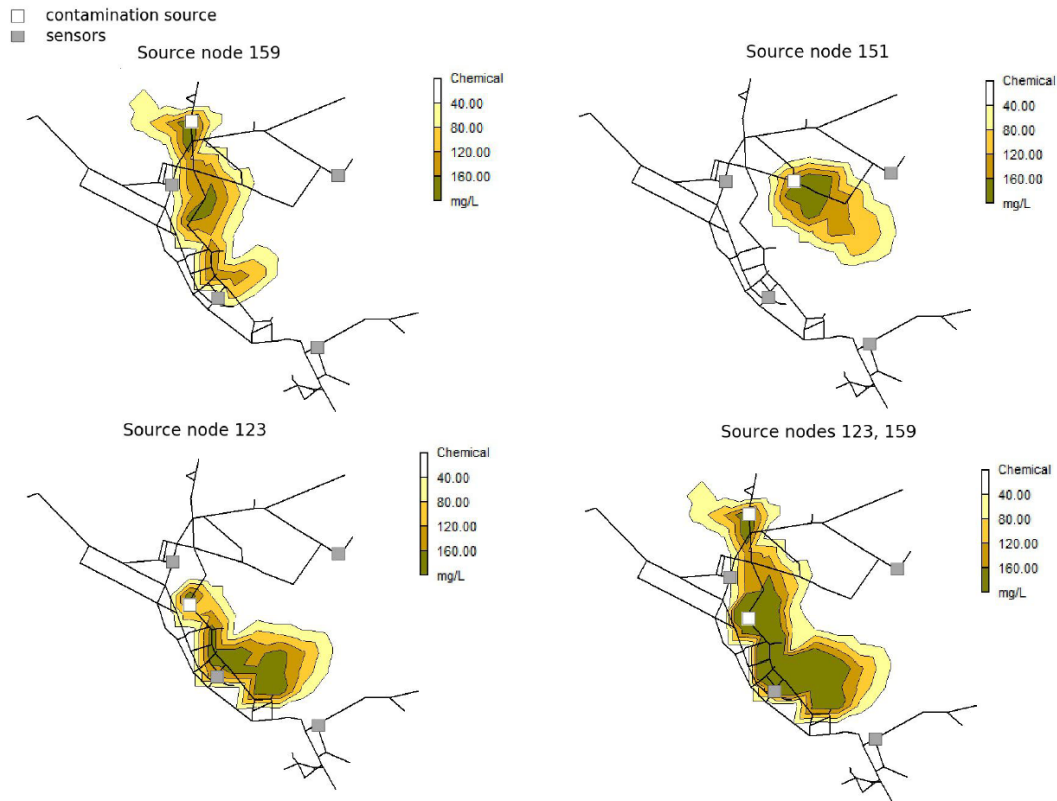 contamination source
sensors
Source node 159
Chemical
40.00
80.00
120.00
160.00
mg/L
Source node 151
Chemical
40.00
80.00
120.00
160.00
mg/L
Source node 123
Chemical
40.00
80.00
120.00
160.00
mg/L
Source nodes 123, 159
Chemical
40.00
80.00
120.00
160.00
mg/L